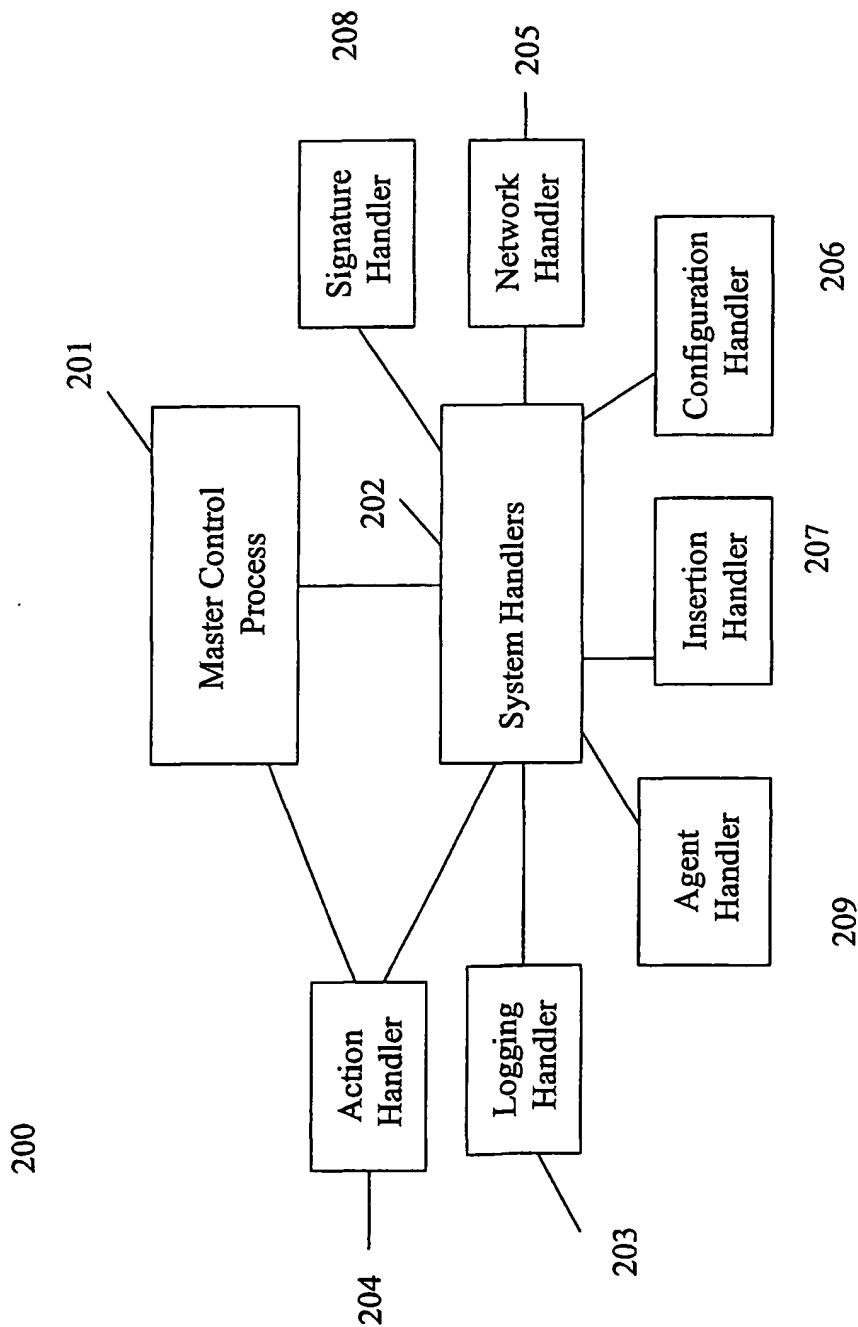 200
201
Master Control
Process
208
Signature
Handler
204
Action
Handler
202
System Handlers
205
Network
Handler
203
Logging
Handler
209
Agent
Handler
Insertion
Handler
207
Configuration
Handler
206